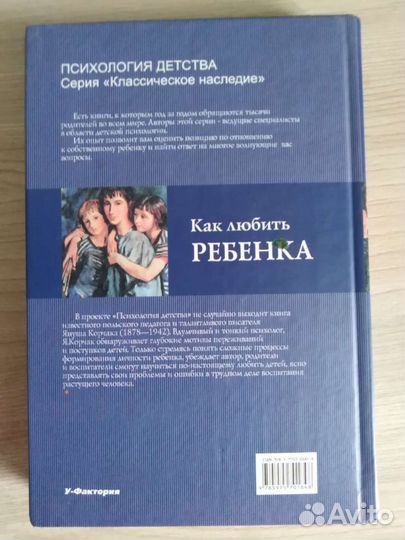 ПСИХОЛОГИЯ ДЕТСТВА
Серия «Классическое наследие»
Есть книги, к которым год за годом обращаются тысячи
родителей во всем мире. Авторы этой серии - ведущие специалисты
в области детской психологии.
Их опыт позволит вам оценить позицию по отношению
к собственному ребенку и найти ответ на многие волнующие вас
вопросы.
Как любить
РЕБЕНКА
В проекте «Психология детства» не случайно выходит книга
известного польского педагога и талантливого писателя
Януша Корчака (1878—1942). Вдумчивый и тонкий психолог,
Я.Корчак обнаруживает глубокие мотивы переживаний
и поступков детей. Только стремясь понять сложные процессы
формирования личности ребенка, убеждает автор, родители
и воспитатели смогут научиться по-настоящему любить детей, ясно
представлять свои проблемы и ошибки в трудном деле воспитания
растущего человека.
У-Фактория
Avito